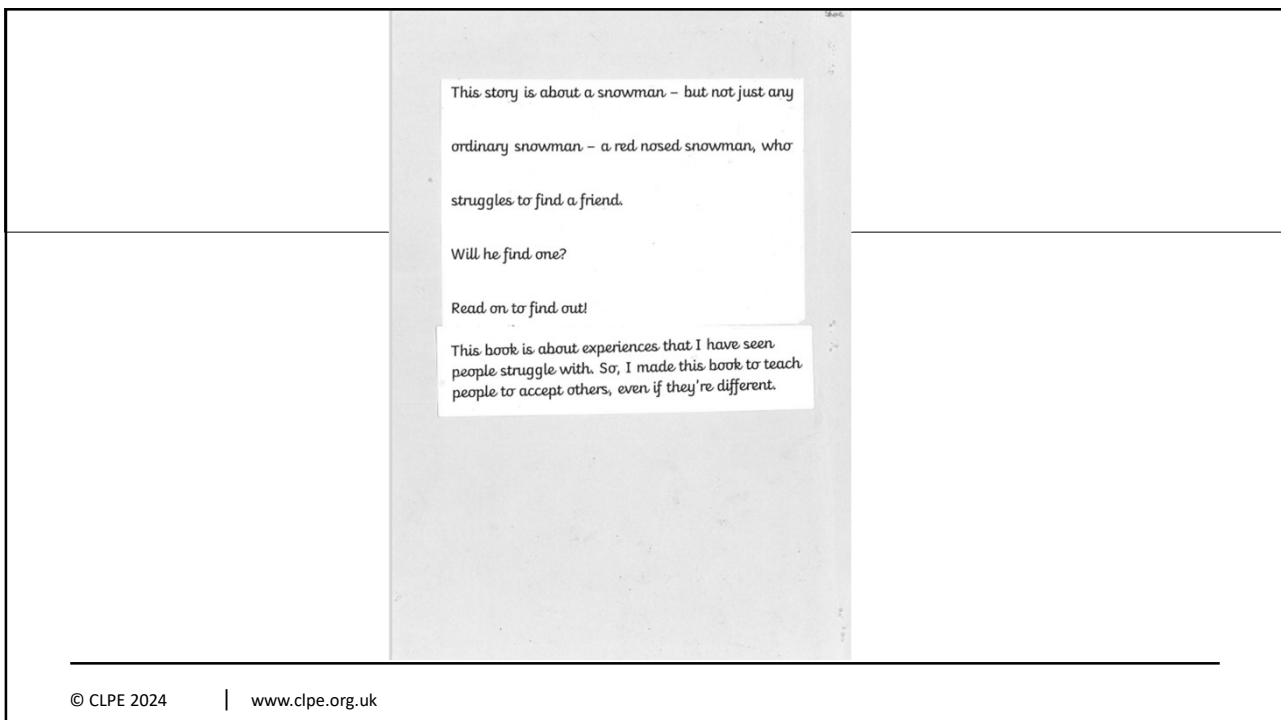 This story is about a snowman – but not just any
ordinary snowman – a red nosed snowman, who
struggles to find a friend.
Will he find one?
Read on to find out!
This book is about experiences that I have seen
people struggle with. So, I made this book to teach
people to accept others, even if they're different.
© CLPE 2024 | www.clpe.org.uk